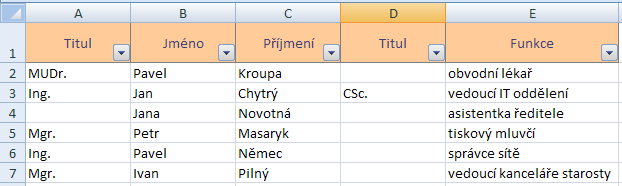 A B C D E
1 Titul Jméno Příjmení Titul Funkce
2 MUDr. Pavel Kroupa obvodní lékař
3 Ing. Jan Chytrý CSc. vedoucí IT oddělení
4 Jana Novotná asistentka ředitele
5 Mgr. Petr Masaryk tiskový mluvčí
6 Ing. Pavel Němec správce sítě
7 Mgr. Ivan Pilný vedoucí kanceláře starosty